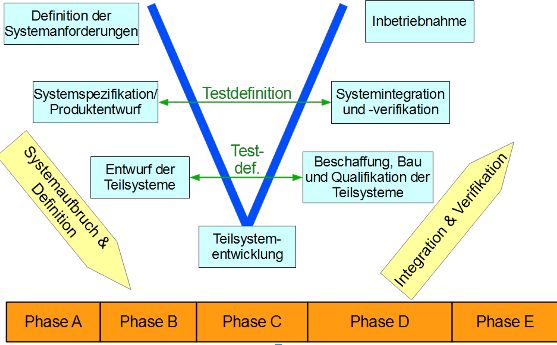 Definition der
Systemanforderungen
Inbetriebnahme
Systemspezifikation/
Produktentwurf
Testdefinition
Systemintegration
und -verifikation
Systemaufbruch &
Definition
Entwurf der
Teilsysteme
Test-
def.
Beschaffung, Bau
und Qualifikation der
Teilsysteme
Integration & Verifikation
Teilsystem-
entwicklung
Phase A
Phase B
Phase C
Phase D
Phase E